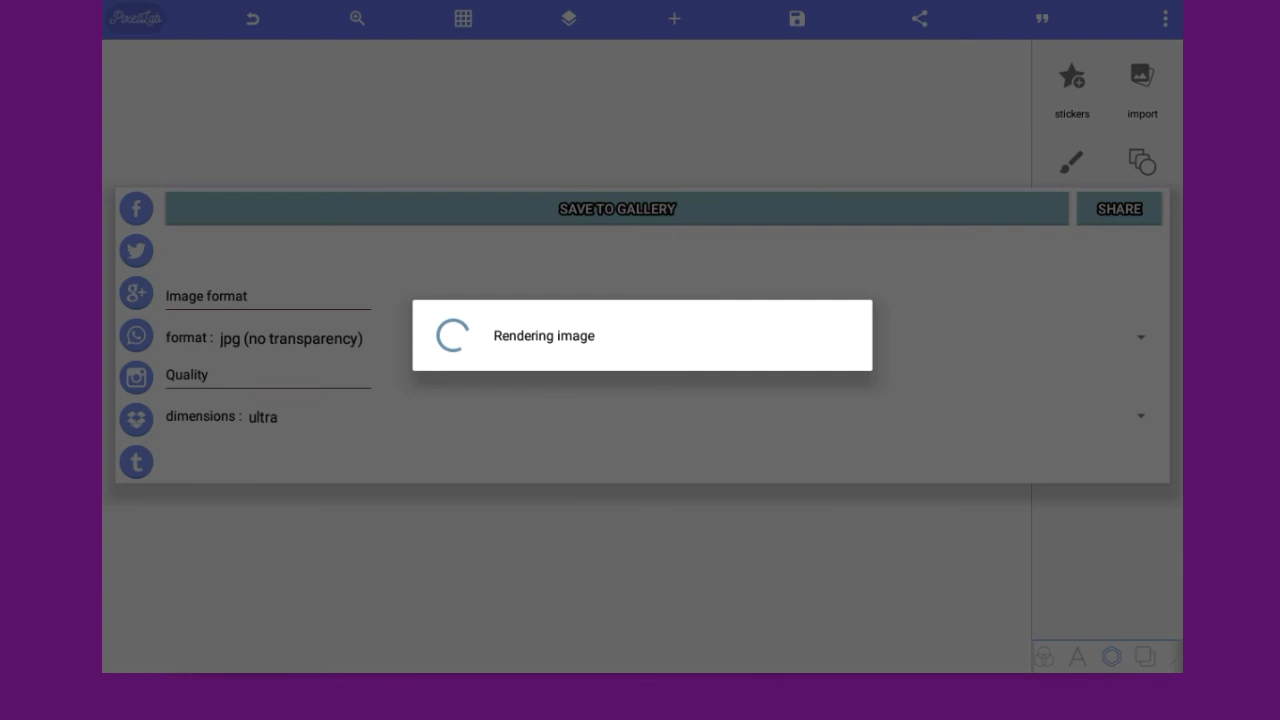 PixelLab
stickers
import
SAVE TO GALLERY
SHARE
Image format
format : jpg (no transparency)
Rendering image
Quality
dimensions : ultra